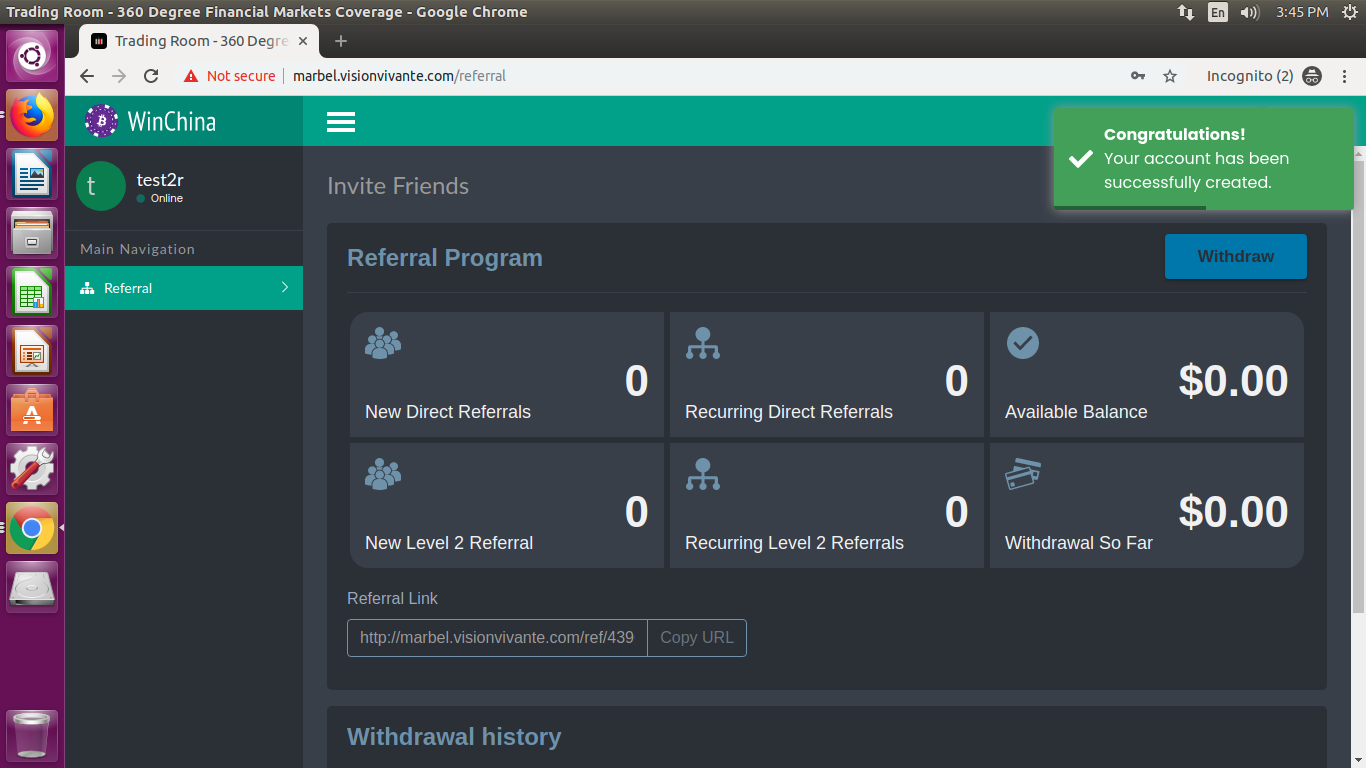 Trading Room - 360 Degree Financial Markets Coverage - Google Chrome
En
3:45 PM
Trading Room - 360 Degre
Not secure
marbel.visionvivante.com/referral
Incognito (2)
WinChina
Congratulations!
Your account has been
successfully created.
t
test2r
Online
Main Navigation
Referral
Invite Friends
Referral Program
Withdraw
0
New Direct Referrals
0
Recurring Direct Referrals
$0.00
Available Balance
0
New Level 2 Referral
0
Recurring Level 2 Referrals
$0.00
Withdrawal So Far
Referral Link
http://marbel.visionvivante.com/ref/439
Copy URL
Withdrawal history